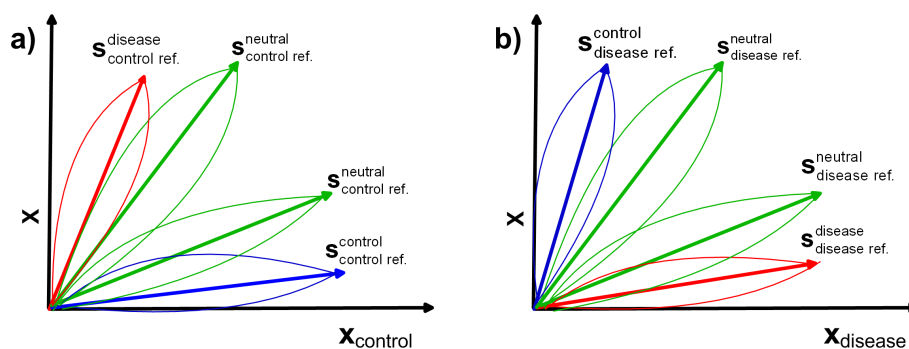 a)
s disease control ref.
s neutral control ref.
s neutral control ref.
s control control ref.
x
x control
b)
s control disease ref.
s neutral disease ref.
s neutral disease ref.
s disease disease ref.
x
x disease